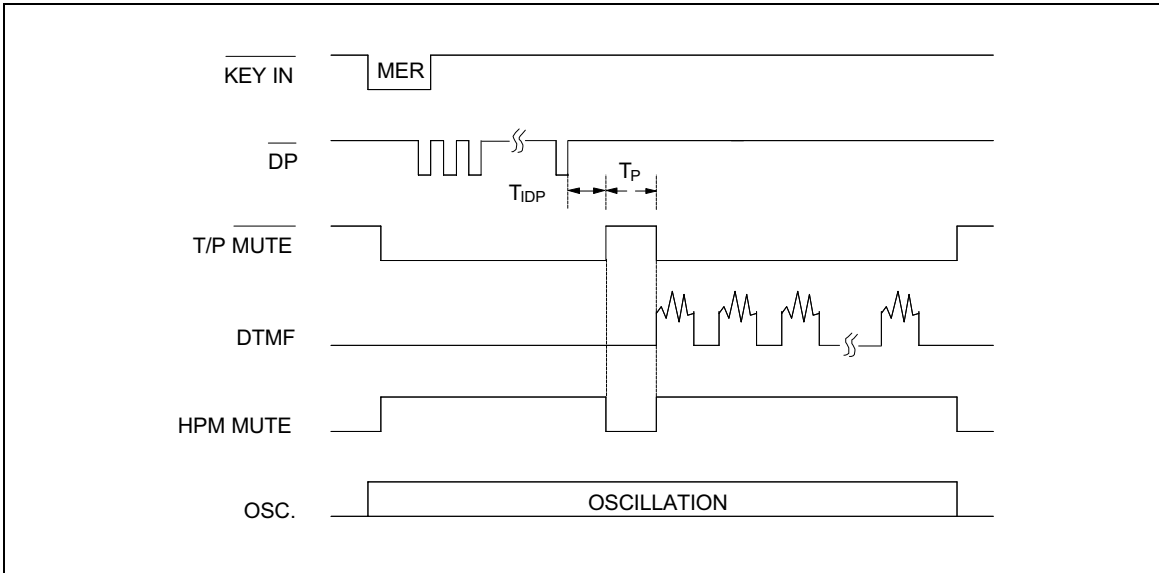 KEY IN
MER
DP
TIDP
TP
T/P MUTE
DTMF
HPM MUTE
OSC.
OSCILLATION